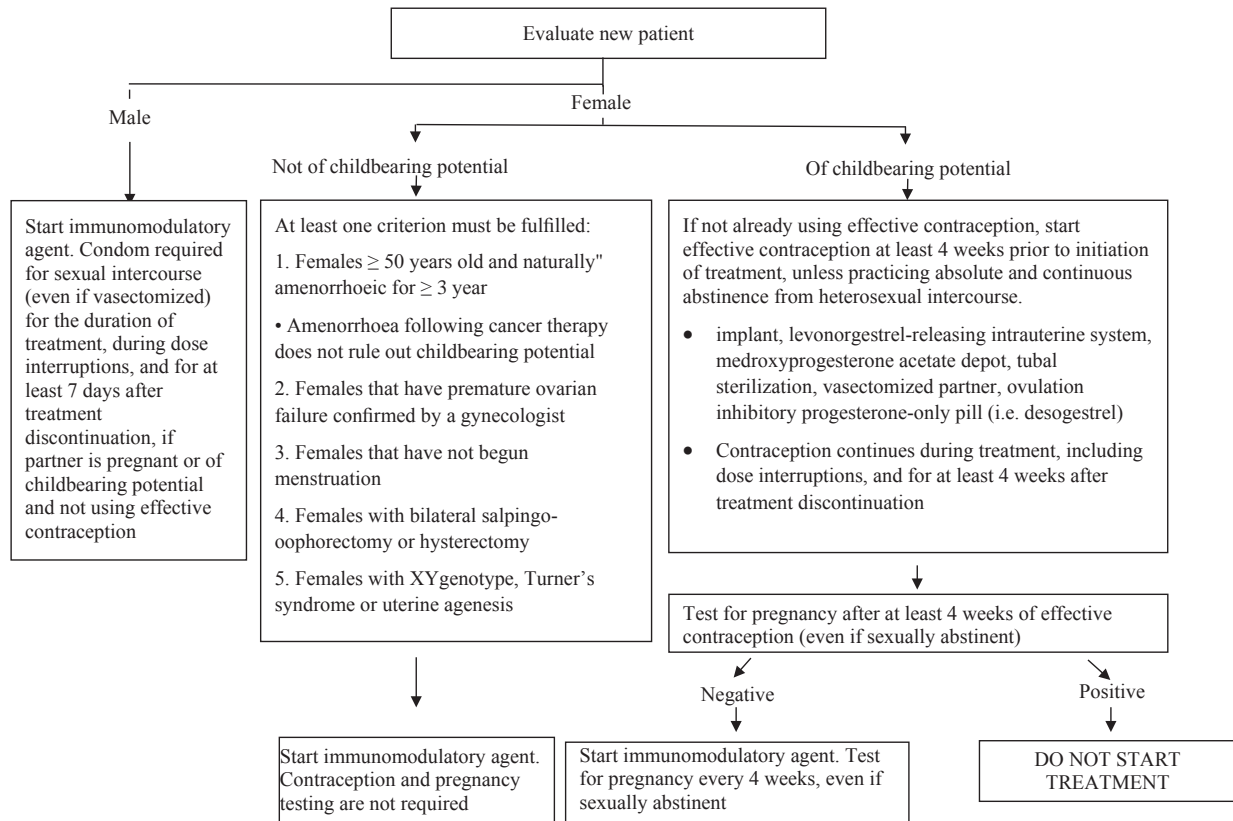 Evaluate new patient
Male
Female
Not of childbearing potential
Of childbearing potential
Start immunomodulatory
agent. Condom required
for sexual intercourse
(even if vasectomized)
for the duration of
treatment, during dose
interruptions, and for at
least 7 days after
treatment
discontinuation, if
partner is pregnant or of
childbearing potential
and not using effective
contraception
At least one criterion must be fulfilled:
1. Females ≥ 50 years old and naturally"
amenorrhoeic for ≥ 3 year
• Amenorrhoea following cancer therapy
does not rule out childbearing potential
2. Females that have premature ovarian
failure confirmed by a gynecologist
3. Females that have not begun
menstruation
4. Females with bilateral salpingo-
oophorectomy or hysterectomy
5. Females with XYgenotype, Turner’s
syndrome or uterine agenesis
If not already using effective contraception, start
effective contraception at least 4 weeks prior to initiation
of treatment, unless practicing absolute and continuous
abstinence from heterosexual intercourse.
• implant, levonorgestrel-releasing intrauterine system,
medroxyprogesterone acetate depot, tubal
sterilization, vasectomized partner, ovulation
inhibitory progesterone-only pill (i.e. desogestrel)
• Contraception continues during treatment, including
dose interruptions, and for at least 4 weeks after
treatment discontinuation
Test for pregnancy after at least 4 weeks of effective
contraception (even if sexually abstinent)
Negative
Positive
Start immunomodulatory agent.
Contraception and pregnancy
testing are not required
Start immunomodulatory agent. Test
for pregnancy every 4 weeks, even if
sexually abstinent
DO NOT START
TREATMENT